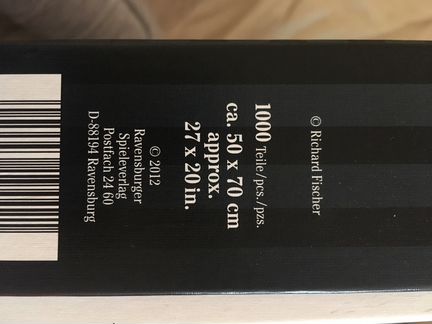 © Richard Fischer
1000 Teile/pcs./pzs.
ca. 50 x 70 cm
approx.
27 x 20 in.
© 2012
Ravensburger
Spieleverlag
Postfach 24 60
D-88194 Ravensburg